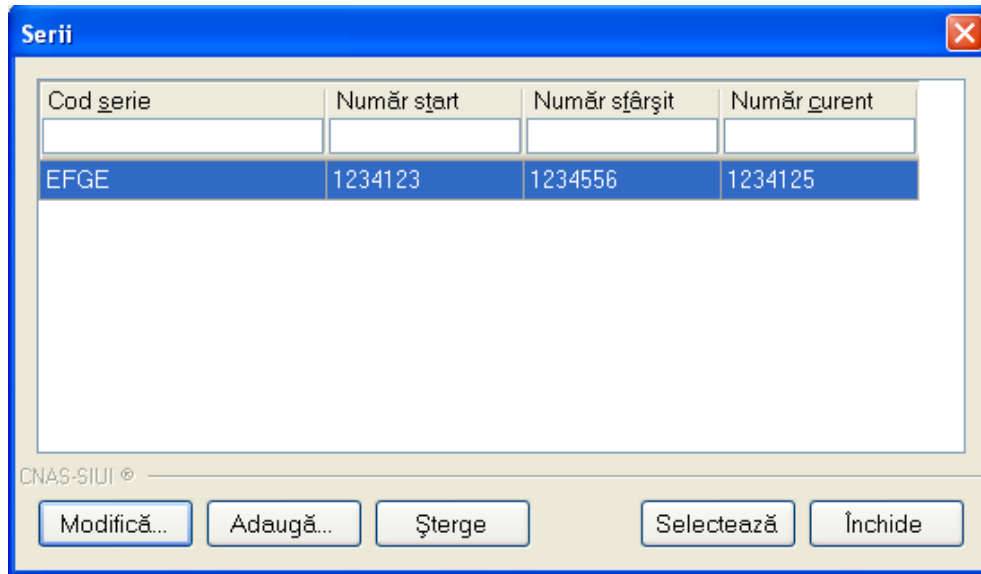 Serii
Cod serie Număr start Număr sfârşit Număr curent
EFGE 1234123 1234556 1234125
CNAS-SIUI ®
Modifică... Adaugă... Şterge Selectează Închide